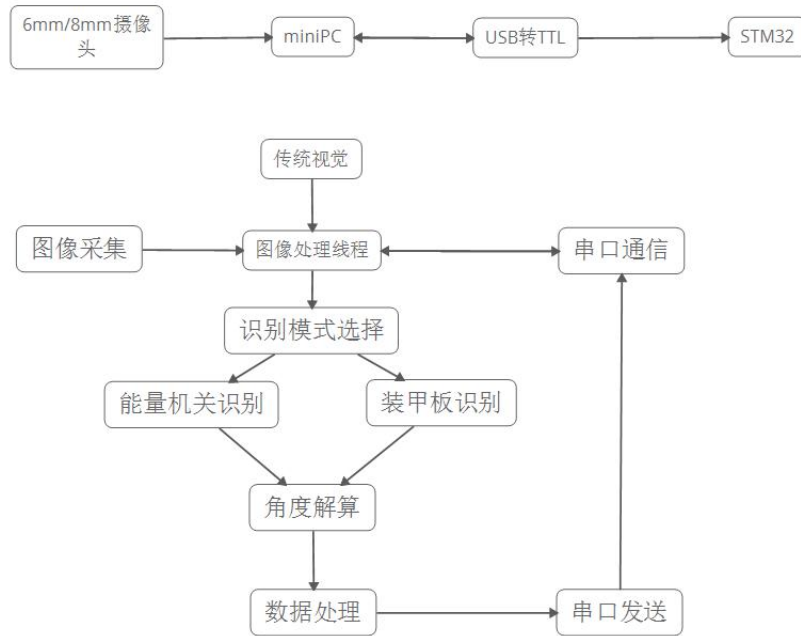 6mm/8mm摄像
头
miniPC
USB转TTL
STM32
传统视觉
图像采集
图像处理线程
串口通信
识别模式选择
能量机关识别
装甲板识别
角度解算
数据处理
串口发送